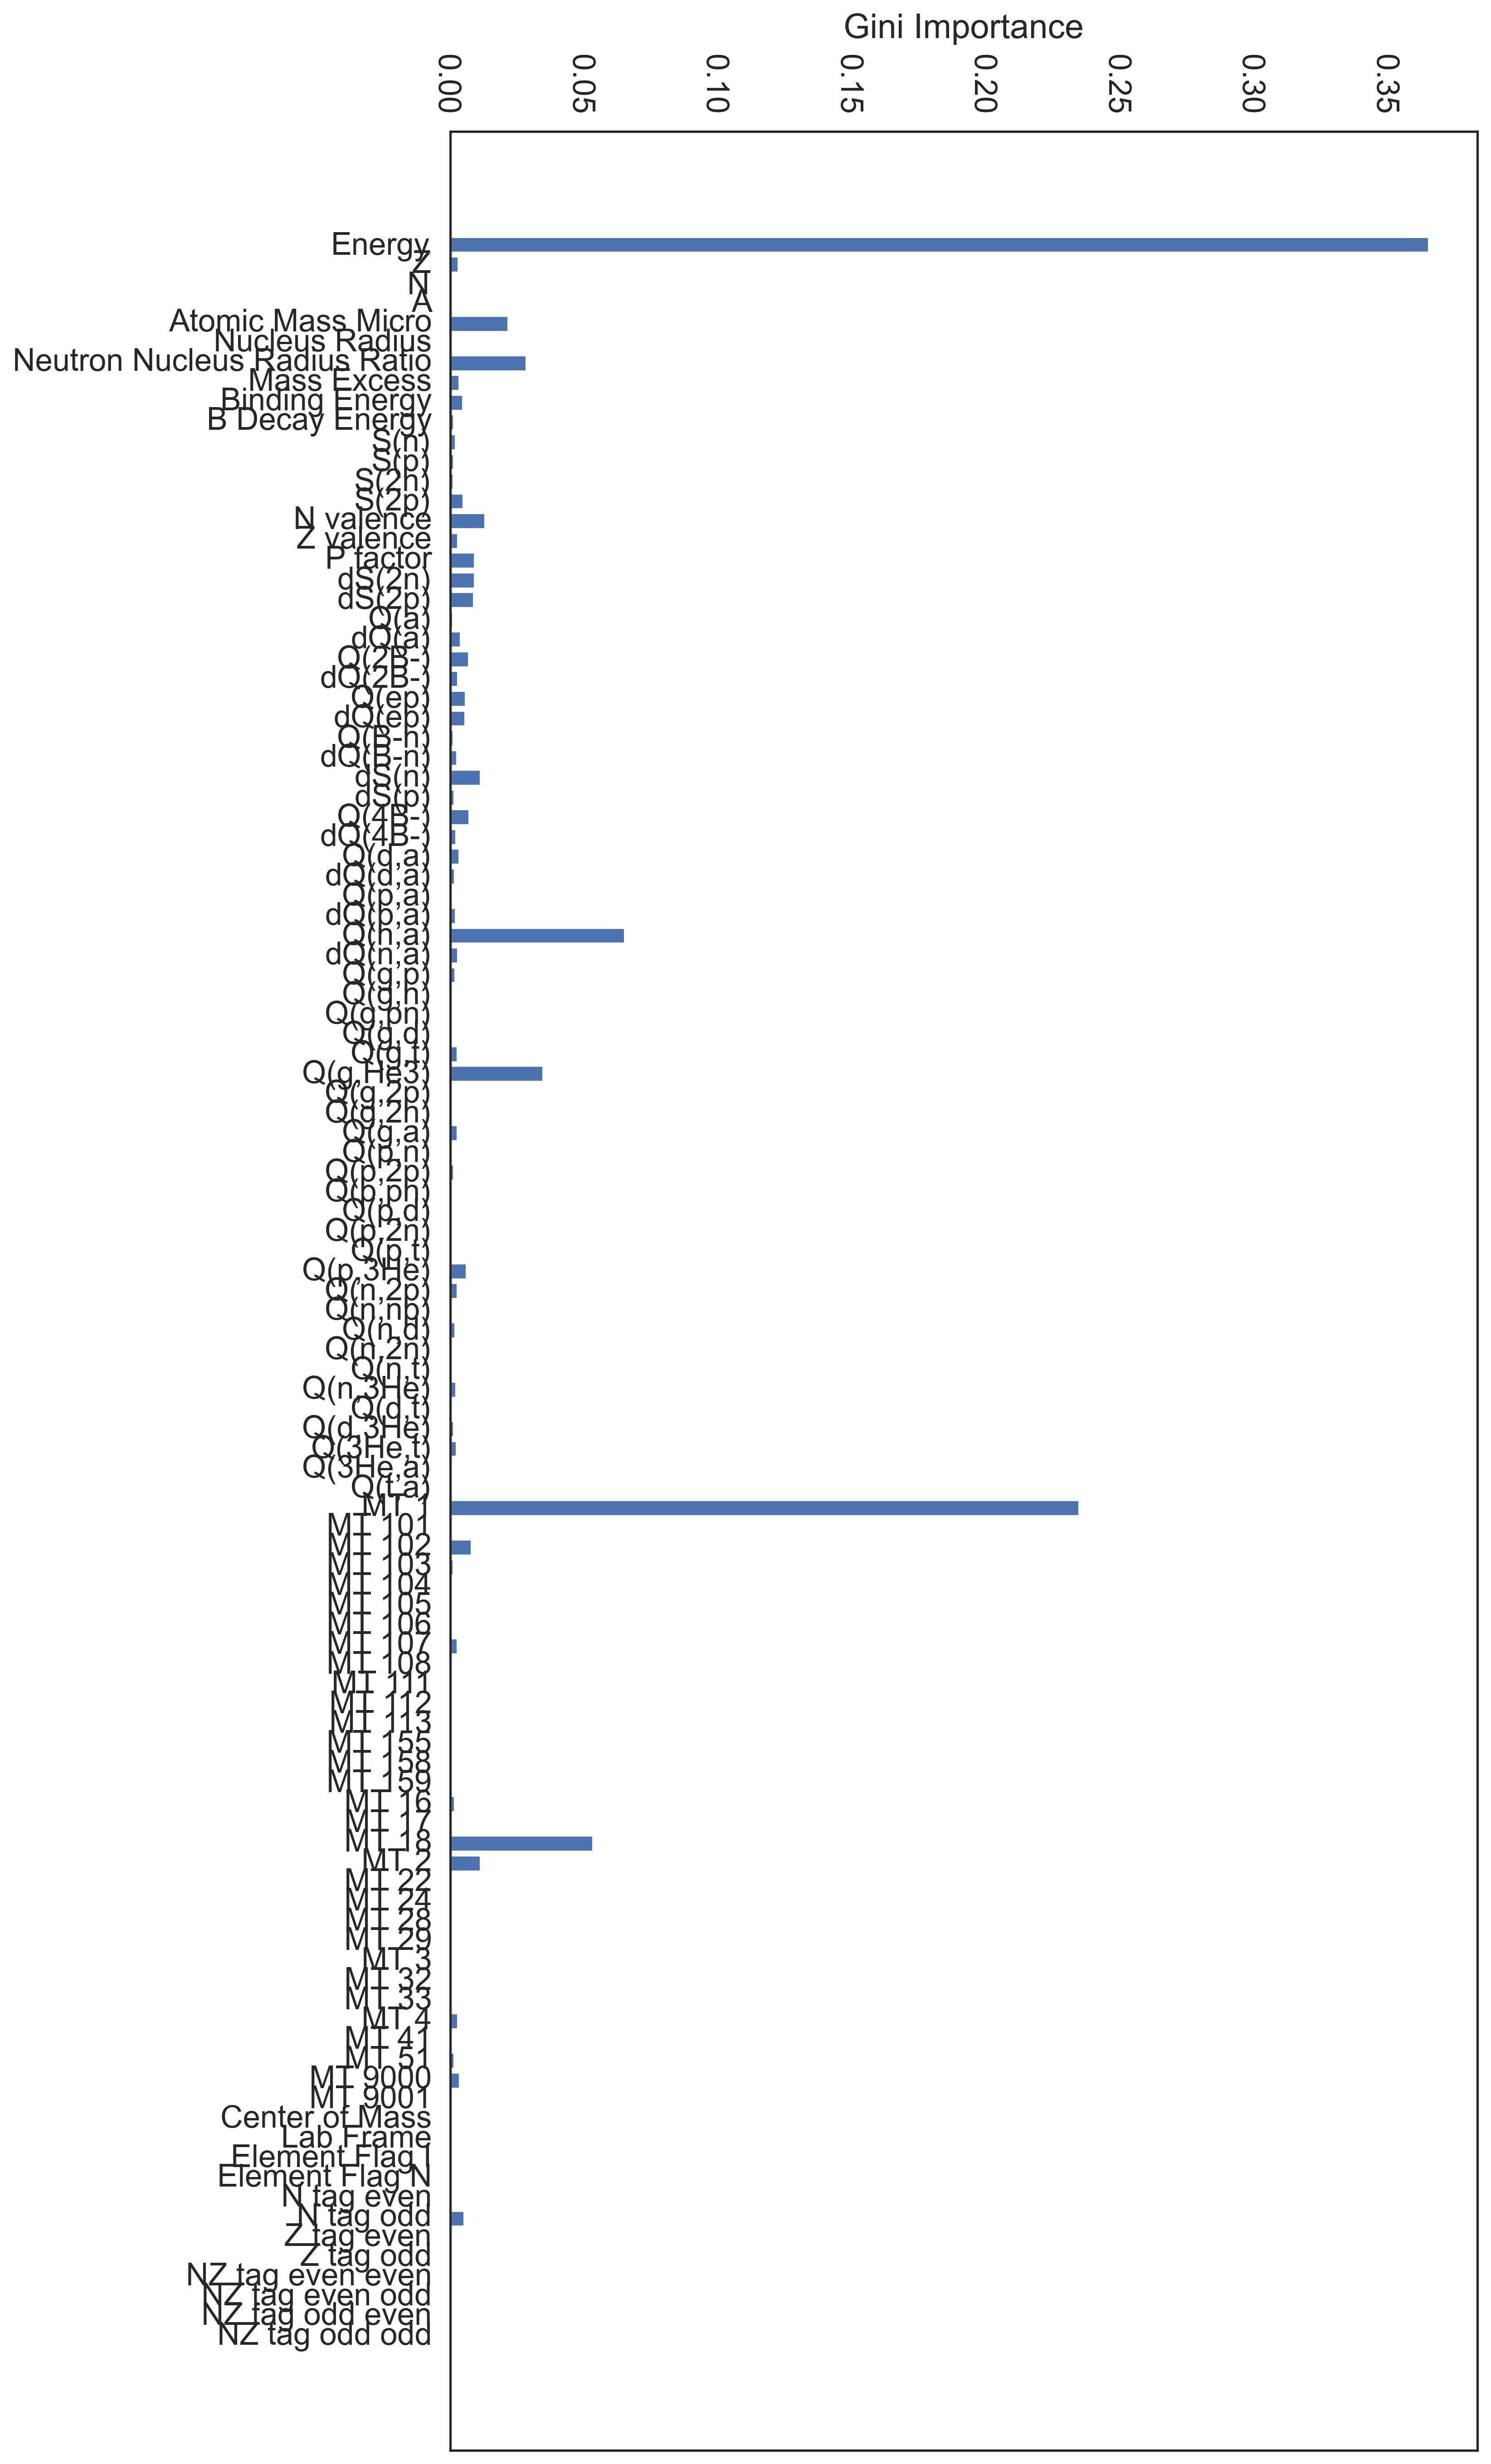 Gini Importance
0.00
0.05
0.10
0.15
0.20
0.25
0.30
0.35
Energy
Z
N
A
Atomic Mass Micro
Nucleus Radius
Neutron Nucleus Radius Ratio
Mass Excess
Binding Energy
B Decay Energy
S(n)
S(p)
S(2n)
S(2p)
N valence
Z valence
P factor
dS(2n)
dS(2p)
Q(a)
dQ(a)
Q(2B-)
dQ(2B-)
Q(ep)
dQ(ep)
Q(B-n)
dQ(B-n)
dS(n)
dS(p)
Q(4B-)
dQ(4B-)
Q(d,a)
dQ(d,a)
Q(p,a)
dQ(p,a)
Q(n,a)
dQ(n,a)
Q(g,p)
Q(g,n)
Q(g,pn)
Q(g,d)
Q(g,t)
Q(g,He3)
Q(g,2p)
Q(g,2n)
Q(g,a)
Q(p,n)
Q(p,2p)
Q(p,pn)
Q(p,d)
Q(p,2n)
Q(p,t)
Q(p,3He)
Q(n,2p)
Q(n,np)
Q(n,d)
Q(n,2n)
Q(n,t)
Q(n,3He)
Q(d,t)
Q(d,3He)
Q(3He,t)
Q(3He,a)
Q(t,a)
MT 1
MT 101
MT 102
MT 103
MT 104
MT 105
MT 106
MT 107
MT 108
MT 111
MT 112
MT 113
MT 155
MT 158
MT 159
MT 16
MT 17
MT 18
MT 2
MT 22
MT 24
MT 28
MT 29
MT 3
MT 32
MT 33
MT 4
MT 41
MT 51
MT 9000
MT 9001
Center of Mass
Lab Frame
Element Flag I
Element Flag N
N tag even
N tag odd
Z tag even
Z tag odd
NZ tag even even
NZ tag even odd
NZ tag odd even
NZ tag odd odd